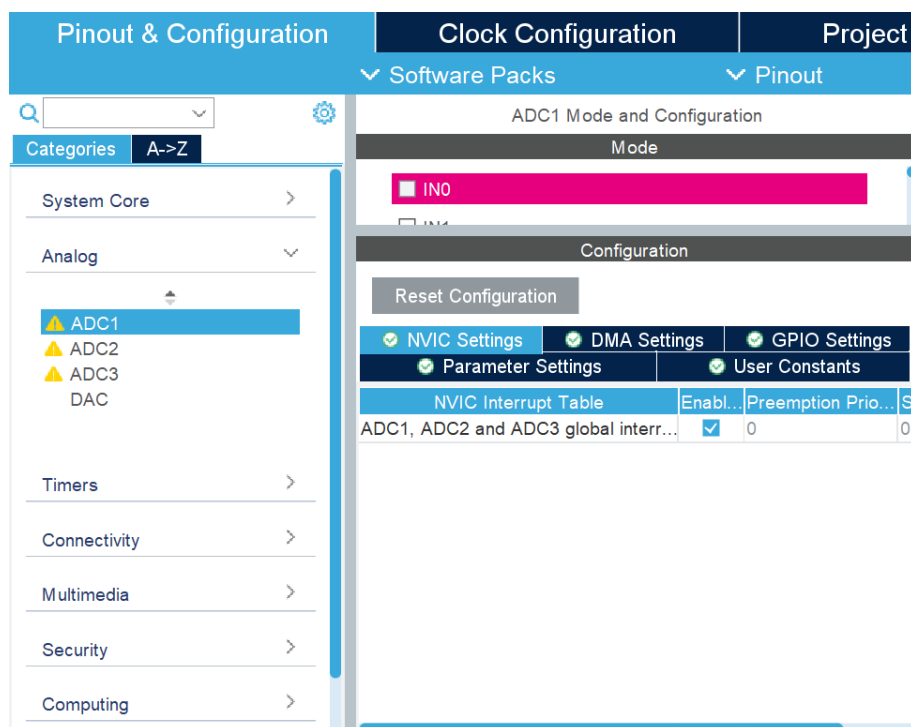 Pinout & Configuration
Clock Configuration
Project
Software Packs
Pinout
ADC1 Mode and Configuration
Categories
A->Z
Mode
System Core
IN0
Analog
Configuration
Reset Configuration
ADC1
ADC2
ADC3
DAC
NVIC Settings
DMA Settings
GPIO Settings
Parameter Settings
User Constants
NVIC Interrupt Table
Enabl...
Preemption Prio...
S
ADC1, ADC2 and ADC3 global interr...
0
0
Timers
Connectivity
Multimedia
Security
Computing